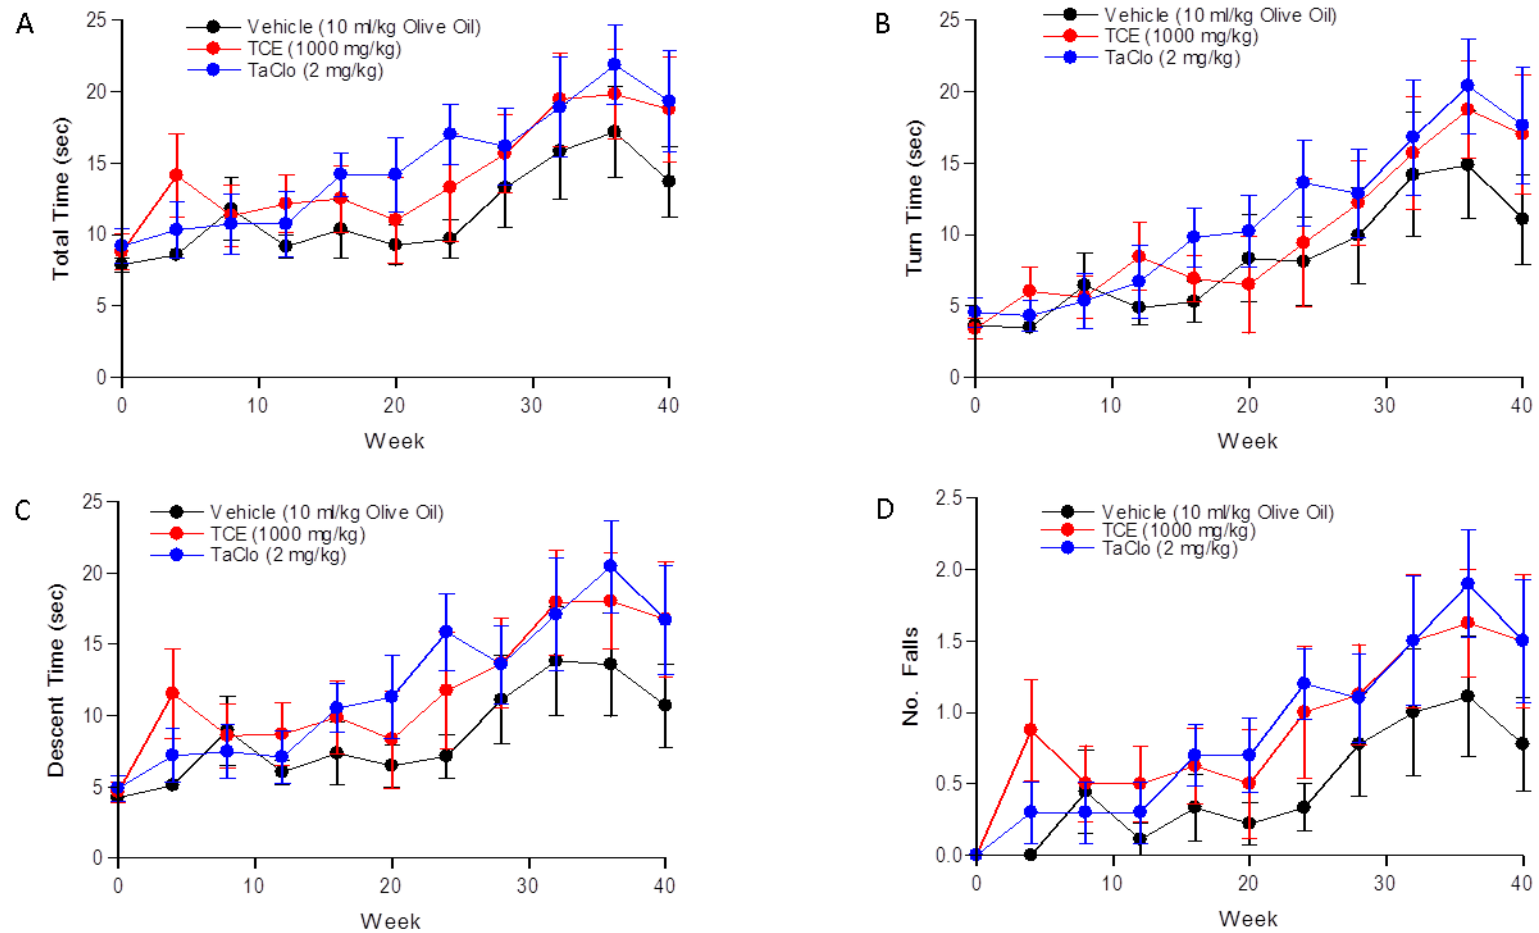 A
Vehicle (10 ml/kg Olive Oil)
TCE (1000 mg/kg)
TaClo (2 mg/kg)
Total Time (sec)
25
20
15
10
5
0
0 10 20 30 40
Week
B
Vehicle (10 ml/kg Olive Oil)
TCE (1000 mg/kg)
TaClo (2 mg/kg)
Turn Time (sec)
25
20
15
10
5
0
0 10 20 30 40
Week
C
Vehicle (10 ml/kg Olive Oil)
TCE (1000 mg/kg)
TaClo (2 mg/kg)
Descent Time (sec)
25
20
15
10
5
0
0 10 20 30 40
Week
D
Vehicle (10 ml/kg Olive Oil)
TCE (1000 mg/kg)
TaClo (2 mg/kg)
No. Falls
2.5
2.0
1.5
1.0
0.5
0.0
0 10 20 30 40
Week